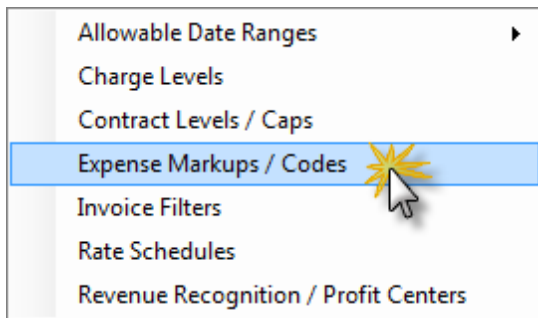 Allowable Date Ranges
Charge Levels
Contract Levels / Caps
Expense Markups / Codes
Invoice Filters
Rate Schedules
Revenue Recognition / Profit Centers